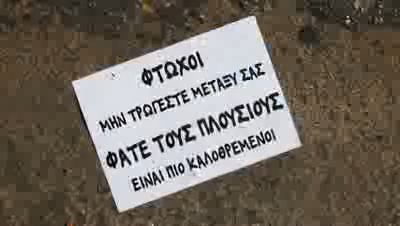 ΦΤΩΧΟΙ
ΜΗΝ ΤΡΩΓΕΣΤΕ ΜΕΤΑΞΥ ΣΑΣ
ΦΑΤΕ ΤΟΥΣ ΠΛΟΥΣΙΟΥΣ
ΕΙΝΑΙ ΠΙΟ ΚΑΛΟΘΡΕΜΕΝΟΙ